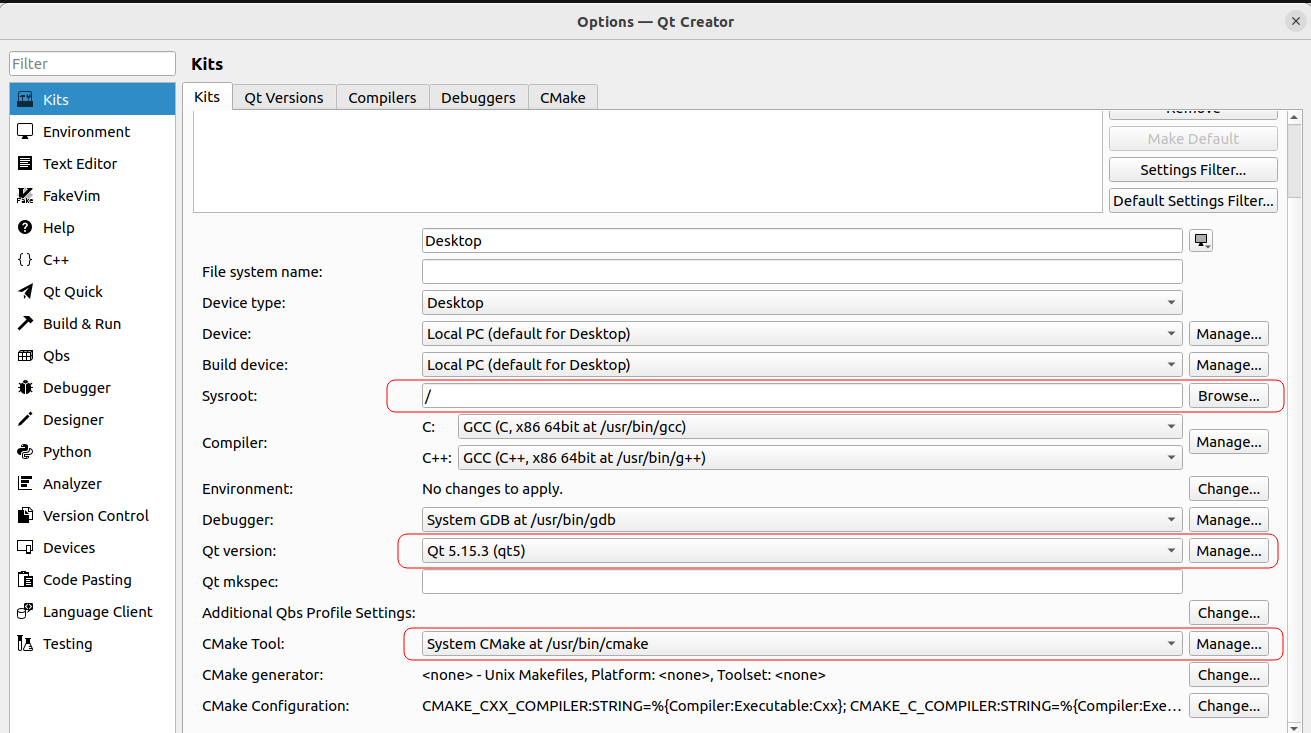 Options — Qt Creator
Filter
Kits
Environment
Text Editor
FakeVim
Help
C++
Qt Quick
Build & Run
Qbs
Debugger
Designer
Python
Analyzer
Version Control
Devices
Code Pasting
Language Client
Testing
Kits
Kits Qt Versions Compilers Debuggers CMake
Remove
Make Default
Settings Filter...
Default Settings Filter...
Desktop
File system name:
Device type: Desktop
Device: Local PC (default for Desktop) Manage...
Build device: Local PC (default for Desktop) Manage...
Sysroot: / Browse...
Compiler: C: GCC (C, x86 64bit at /usr/bin/gcc) Manage...
C++: GCC (C++, x86 64bit at /usr/bin/g++)
Environment: No changes to apply. Change...
Debugger: System GDB at /usr/bin/gdb Manage...
Qt version: Qt 5.15.3 (qt5) Manage...
Qt mkspec:
Additional Qbs Profile Settings: Change...
CMake Tool: System CMake at /usr/bin/cmake Manage...
CMake generator: <none> - Unix Makefiles, Platform: <none>, Toolset: <none> Change...
CMake Configuration: CMAKE_CXX_COMPILER:STRING=%{Compiler:Executable:Cxx}; CMAKE_C_COMPILER:STRING=%{Compiler:Exe... Change...